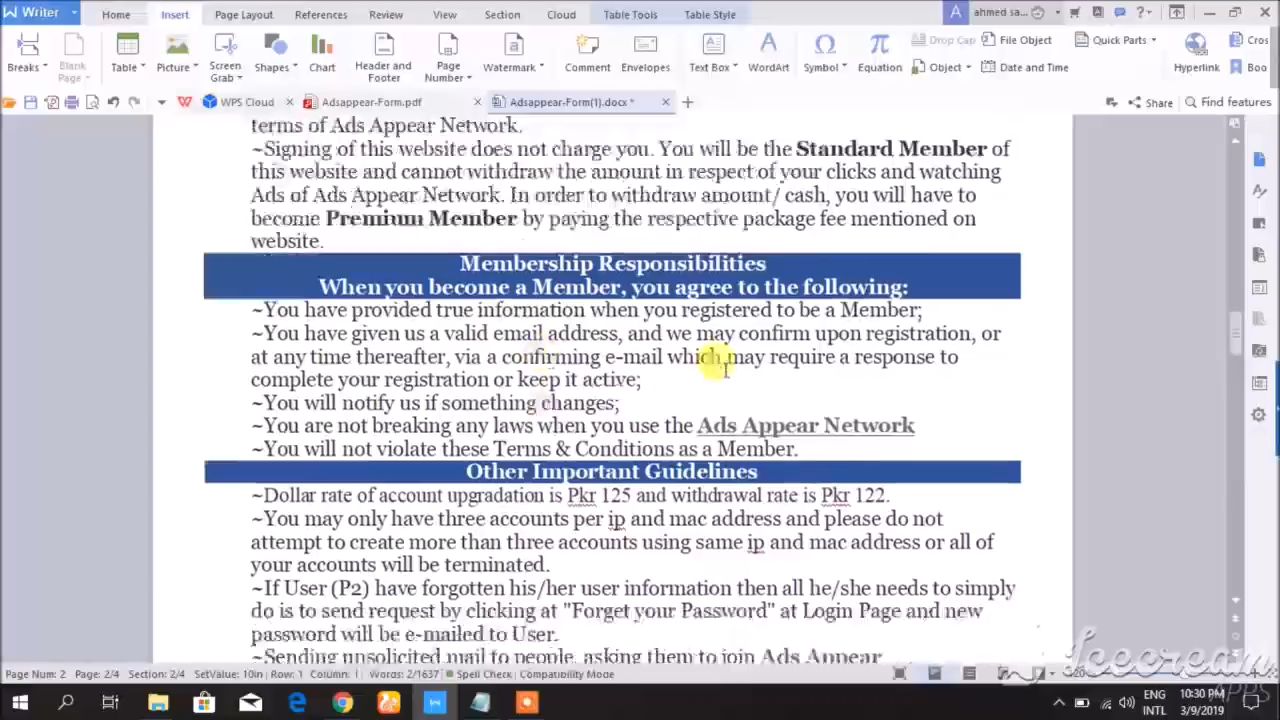 Writer
Home Insert Page Layout References Review View Section Cloud Table Tools Table Style
ahmed sa...
Breaks Blank Page Table Picture Screen Grab Shapes Chart Header and Footer Page Number Watermark Comment Envelopes Text Box WordArt Symbol Equation Drop Cap File Object Object Date and Time Quick Parts Hyperlink Cros Boo
WPS Cloud Adsappear-Form.pdf Adsappear-Form(1).docx * Share Find features
terms of Ads Appear Network.
~Signing of this website does not charge you. You will be the Standard Member of
this website and cannot withdraw the amount in respect of your clicks and watching
Ads of Ads Appear Network. In order to withdraw amount/ cash, you will have to
become Premium Member by paying the respective package fee mentioned on
website.
Membership Responsibilities
When you become a Member, you agree to the following:
~You have provided true information when you registered to be a Member;
~You have given us a valid email address, and we may confirm upon registration, or
at any time thereafter, via a confirming e-mail which may require a response to
complete your registration or keep it active;
~You will notify us if something changes;
~You are not breaking any laws when you use the Ads Appear Network
~You will not violate these Terms & Conditions as a Member.
Other Important Guidelines
~Dollar rate of account upgradation is Pkr 125 and withdrawal rate is Pkr 122.
~You may only have three accounts per ip and mac address and please do not
attempt to create more than three accounts using same ip and mac address or all of
your accounts will be terminated.
~If User (P2) have forgotten his/her user information then all he/she needs to simply
do is to send request by clicking at "Forget your Password" at Login Page and new
password will be e-mailed to User.
~Sending unsolicited mail to people, asking them to join Ads Appear
Page Num: 2 Page: 2/4 Section: 2/4 SetValue: 10in Row: 1 Column: 1 Words: 2/1637 Spell Check Compatibility Mode
Icecream
APPS
ENG 10:30 PM
INTL 3/9/2019